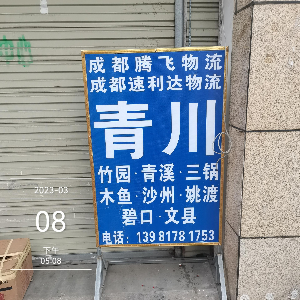 成都腾飞物流
成都速利达物流
青川
竹园·青溪·三锅
木鱼·沙州·姚渡
碧口·文县
电话：139 8178 1753
2023-03
08
下午
05:08